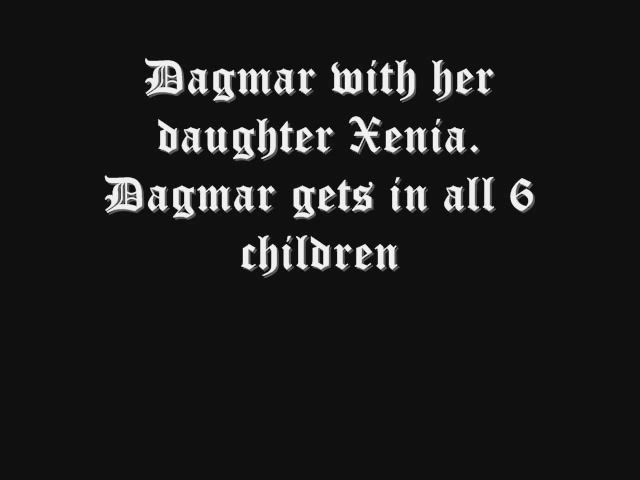 Dagmar with her
daughter Xenia.
Dagmar gets in all 6
children